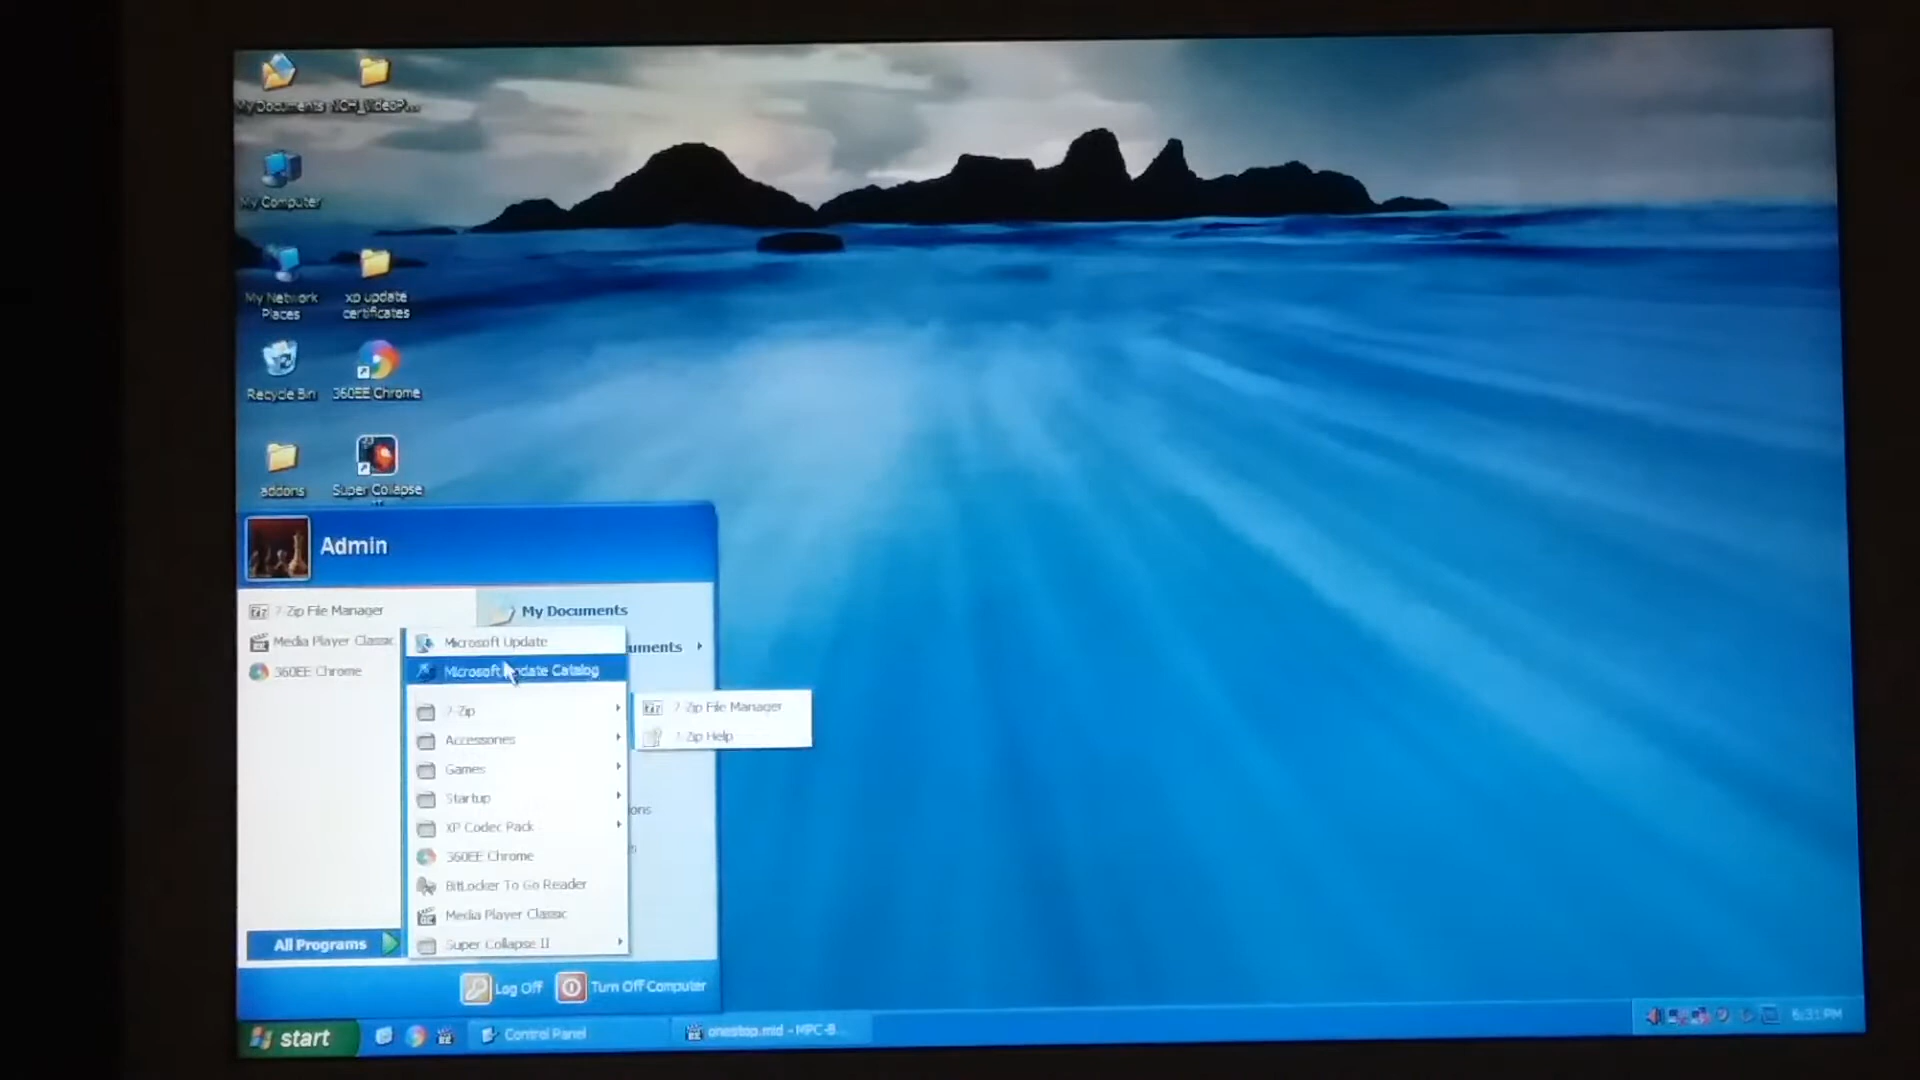 My Documents
NCH_VideoP...
My Computer
My Network
Places
xp update
certificates
Recycle Bin
360EE Chrome
addons
Super Collapse
Admin
7-Zip File Manager
My Documents
Media Player Classic
Microsoft Update
uments
360EE Chrome
Microsoft Update Catalog
7-Zip
7-Zip File Manager
Accessories
7-Zip Help
Games
Startup
ons
XP Codec Pack
360EE Chrome
BitLocker To Go Reader
Media Player Classic
All Programs
Super Collapse II
Log Off
Turn Off Computer
start
Control Panel
onestop.mid - MPC-B...
6:31 PM